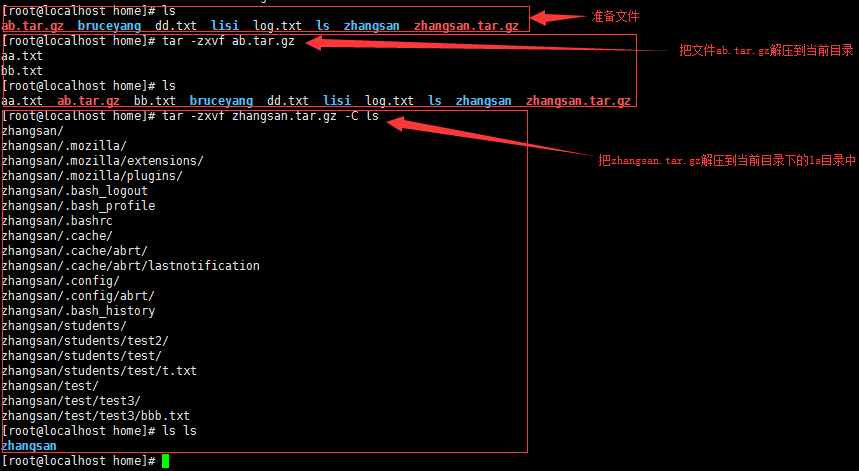 [root@localhost home]# ls
准备文件
ab.tar.gz bruceyang dd.txt lisi log.txt ls zhangsan zhangsan.tar.gz
[root@localhost home]# tar -zxvf ab.tar.gz
把文件ab.tar.gz解压到当前目录
aa.txt
bb.txt
[root@localhost home]# ls
aa.txt ab.tar.gz bb.txt bruceyang dd.txt lisi log.txt ls zhangsan zhangsan.tar.gz
[root@localhost home]# tar -zxvf zhangsan.tar.gz -C ls
把zhangsan.tar.gz解压到当前目录下的ls目录中
zhangsan/
zhangsan/.mozilla/
zhangsan/.mozilla/extensions/
zhangsan/.mozilla/plugins/
zhangsan/.bash_logout
zhangsan/.bash_profile
zhangsan/.bashrc
zhangsan/.cache/
zhangsan/.cache/abrt/
zhangsan/.cache/abrt/lastnotification
zhangsan/.config/
zhangsan/.config/abrt/
zhangsan/.bash_history
zhangsan/students/
zhangsan/students/test2/
zhangsan/students/test/
zhangsan/students/test/t.txt
zhangsan/test/
zhangsan/test/test3/
zhangsan/test/test3/bbb.txt
[root@localhost home]# ls ls
zhangsan
[root@localhost home]#